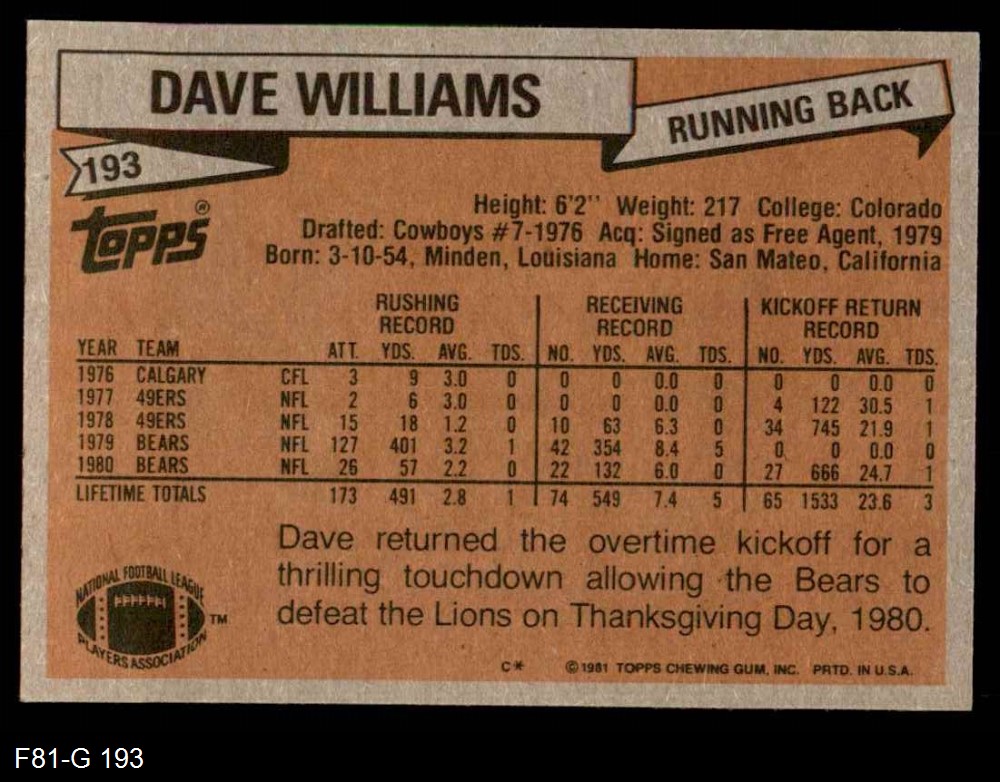 DAVE WILLIAMS
RUNNING BACK
193
Topps®
Height: 6'2" Weight: 217 College: Colorado
Drafted: Cowboys #7-1976 Acq: Signed as Free Agent, 1979
Born: 3-10-54, Minden, Louisiana Home: San Mateo, California
RUSHING RECORD RECEIVING RECORD KICKOFF RETURN RECORD
YEAR TEAM ATT. YDS. AVG. TDS. NO. YDS. AVG. TDS. NO. YDS. AVG. TDS.
1976 CALGARY CFL 3 9 3.0 0 0 0 0.0 0 0 0 0.0 0
1977 49ERS NFL 2 6 3.0 0 0 0 0.0 0 4 122 30.5 1
1978 49ERS NFL 15 18 1.2 0 10 63 6.3 0 34 745 21.9 1
1979 BEARS NFL 127 401 3.2 1 42 354 8.4 5 0 0 0.0 0
1980 BEARS NFL 26 57 2.2 0 22 132 6.0 0 27 666 24.7 1
LIFETIME TOTALS 173 491 2.8 1 74 549 7.4 5 65 1533 23.6 3
Dave returned the overtime kickoff for a
thrilling touchdown allowing the Bears to
defeat the Lions on Thanksgiving Day, 1980.
NATIONAL FOOTBALL LEAGUE
PLAYERS ASSOCIATION
TM
C* ©1981 TOPPS CHEWING GUM, INC. PRTD. IN U.S.A.
F81-G 193